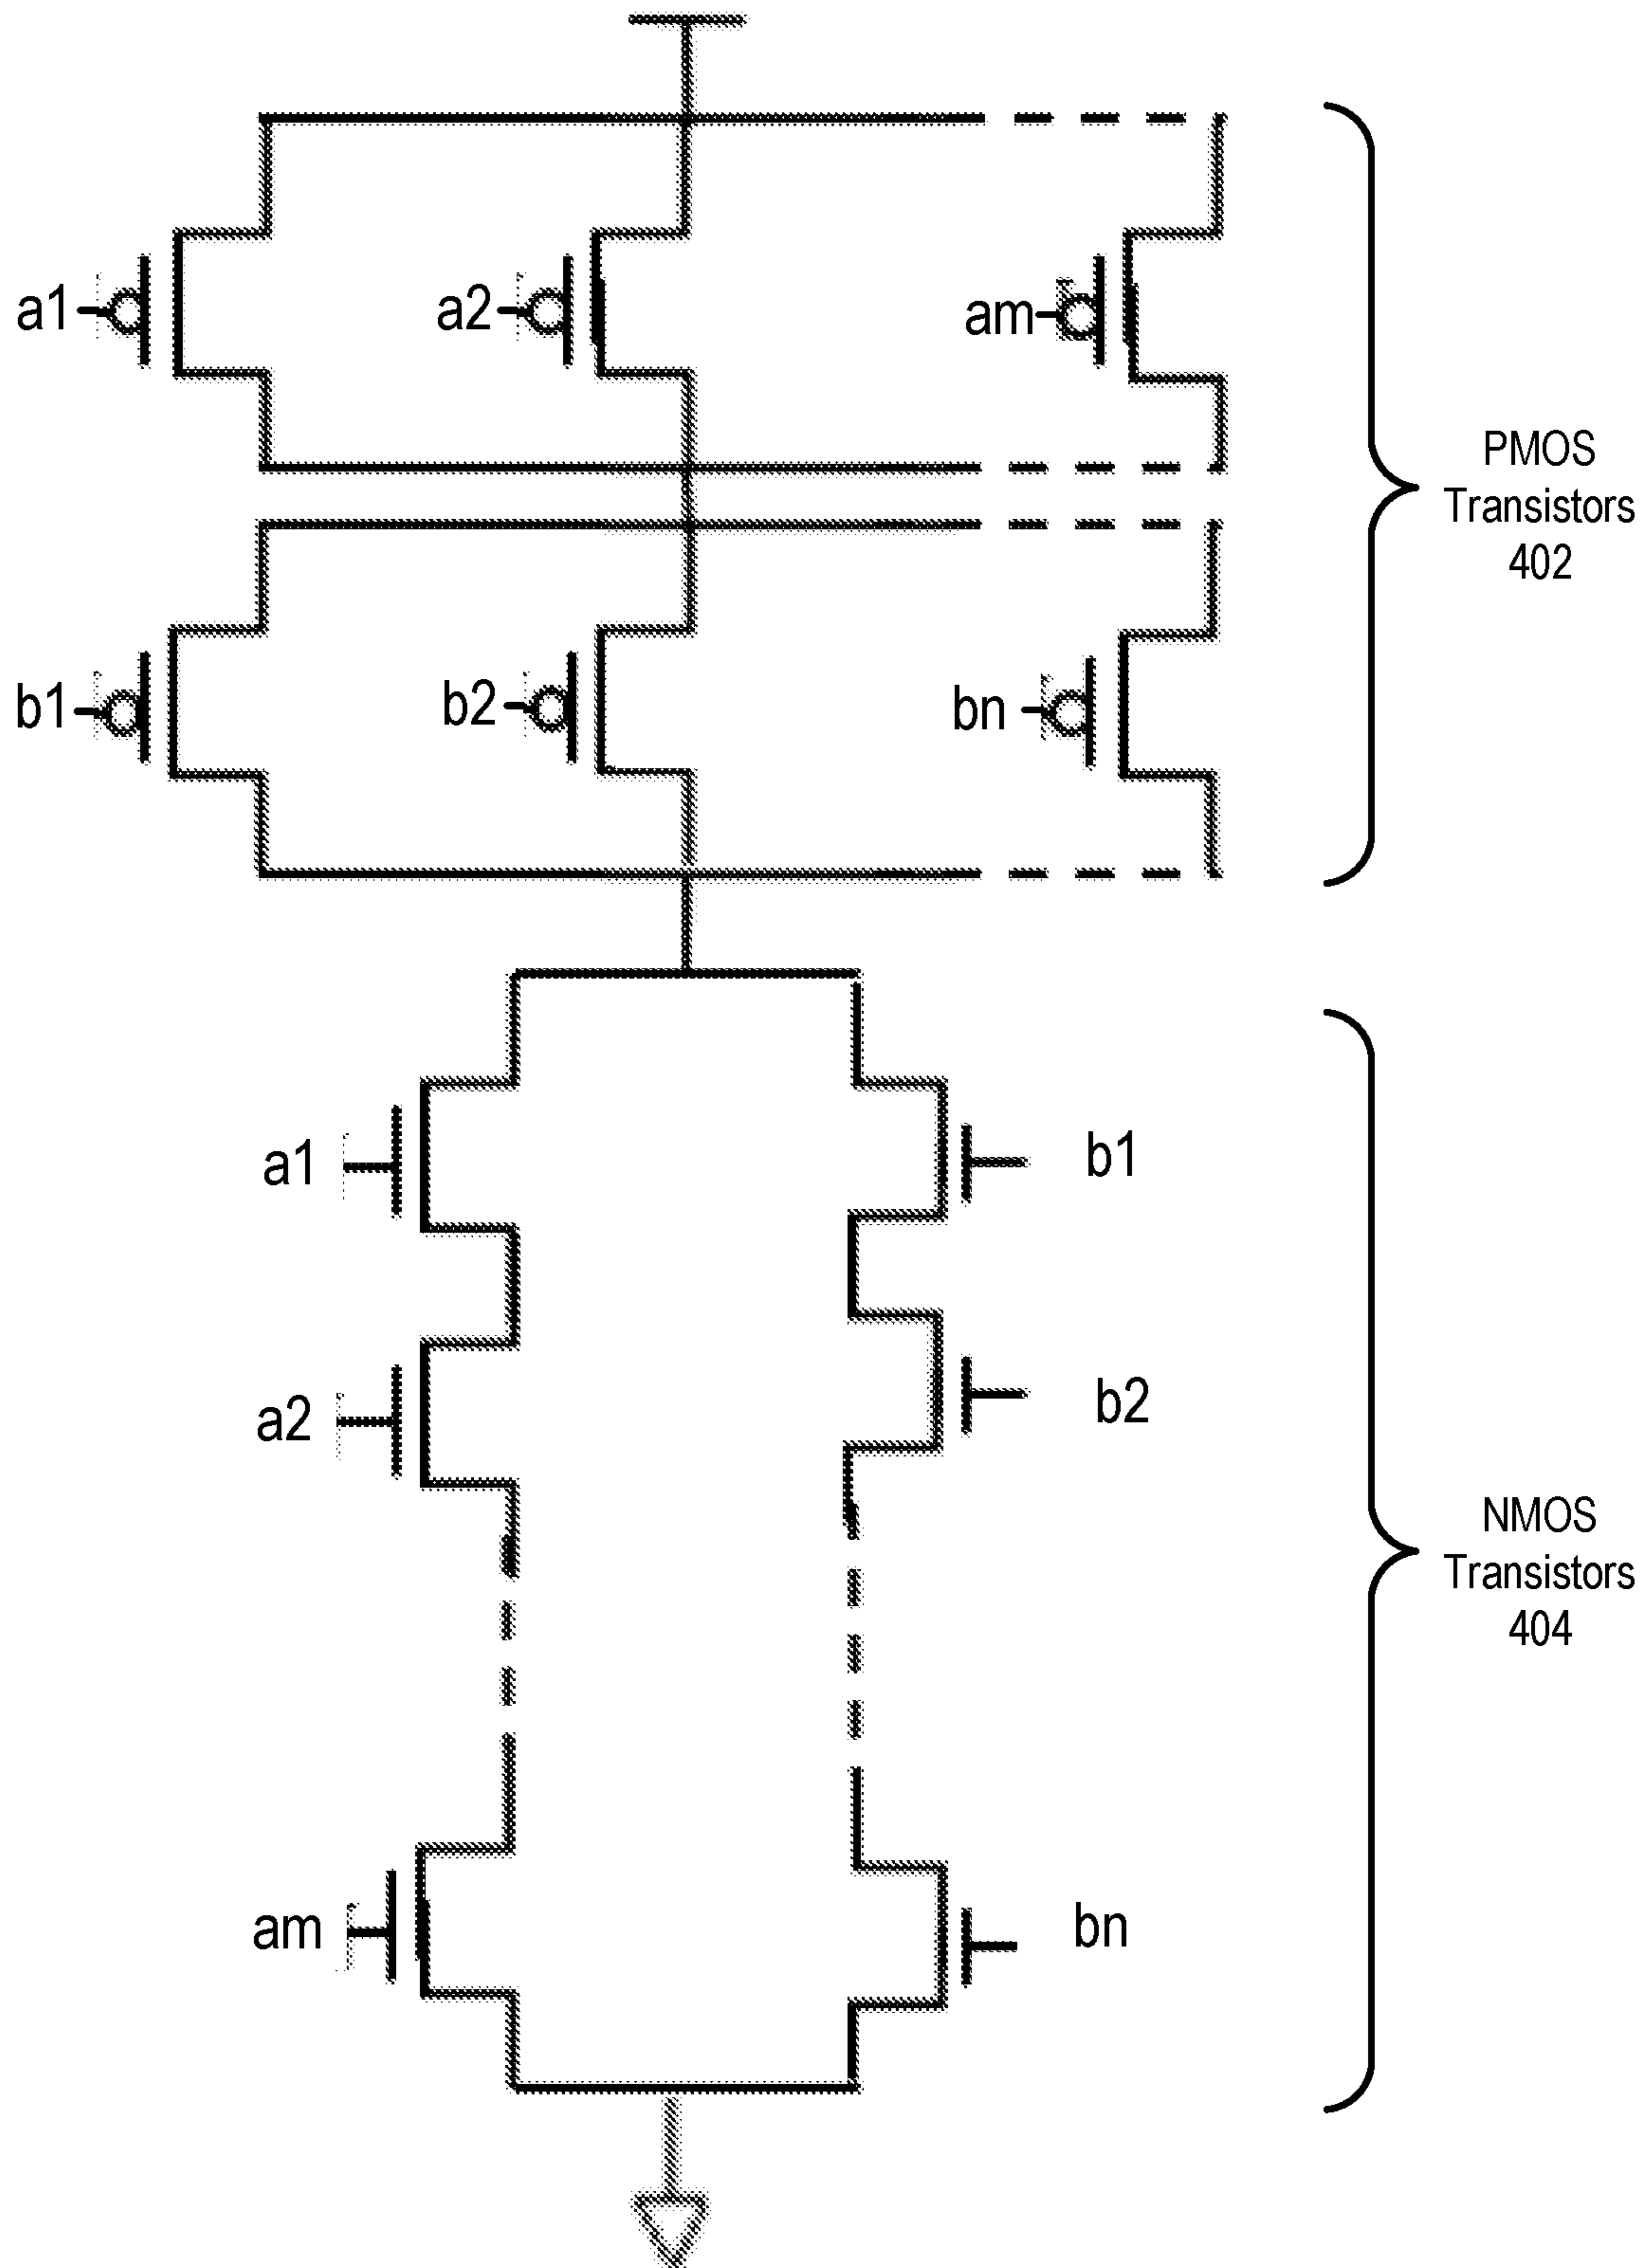 a1
a2
am
PMOS
Transistors
402
b1
b2
bn
a1
b1
a2
b2
NMOS
Transistors
404
am
bn